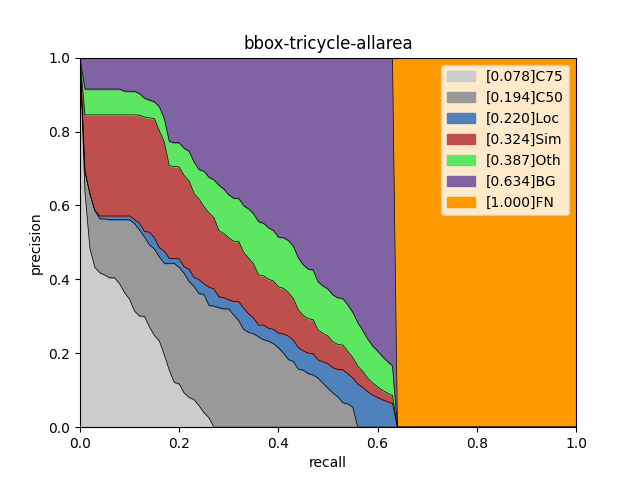 bbox-tricycle-allarea
[0.078]C75
[0.194]C50
[0.220]Loc
[0.324]Sim
[0.387]Oth
[0.634]BG
[1.000]FN
precision
1.0
0.8
0.6
0.4
0.2
0.0
0.0 0.2 0.4 0.6 0.8 1.0
recall